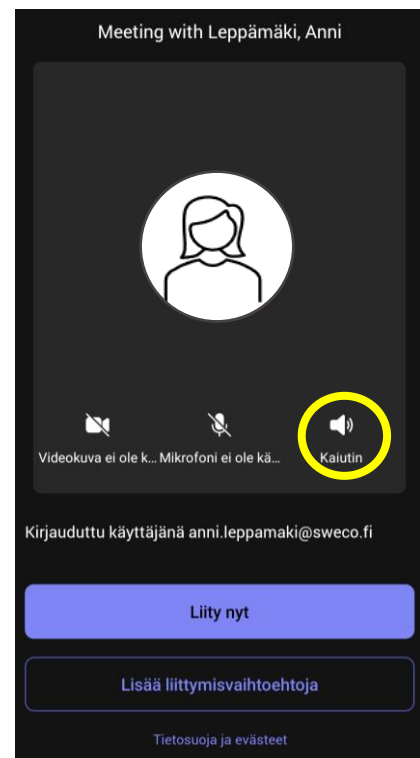 Meeting with Leppämäki, Anni
Videokuva ei ole k... Mikrofoni ei ole kä... Kaiutin
Kirjauduttu käyttäjänä anni.leppamaki@sweco.fi
Liity nyt
Lisää liittymisvaihtoehtoja
Tietosuoja ja evästeet